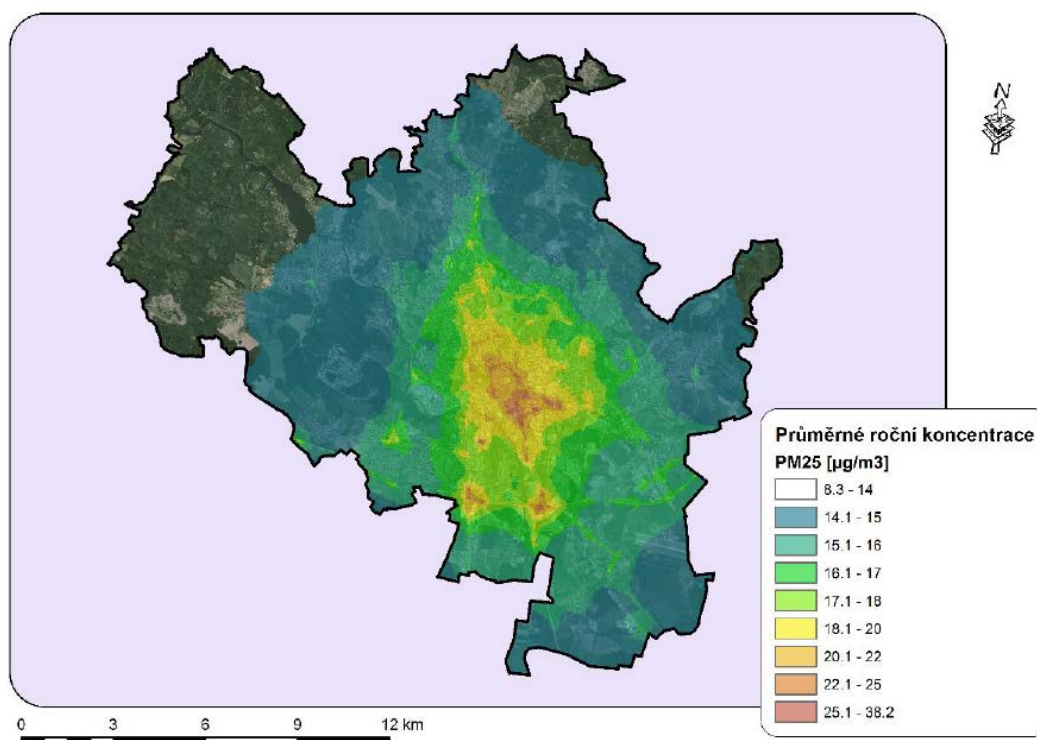 N
Průměrné roční koncentrace
PM25 [µg/m3]
8.3 - 14
14.1 - 15
15.1 - 16
16.1 - 17
17.1 - 18
18.1 - 20
20.1 - 22
22.1 - 25
25.1 - 38.2
0 3 6 9 12 km